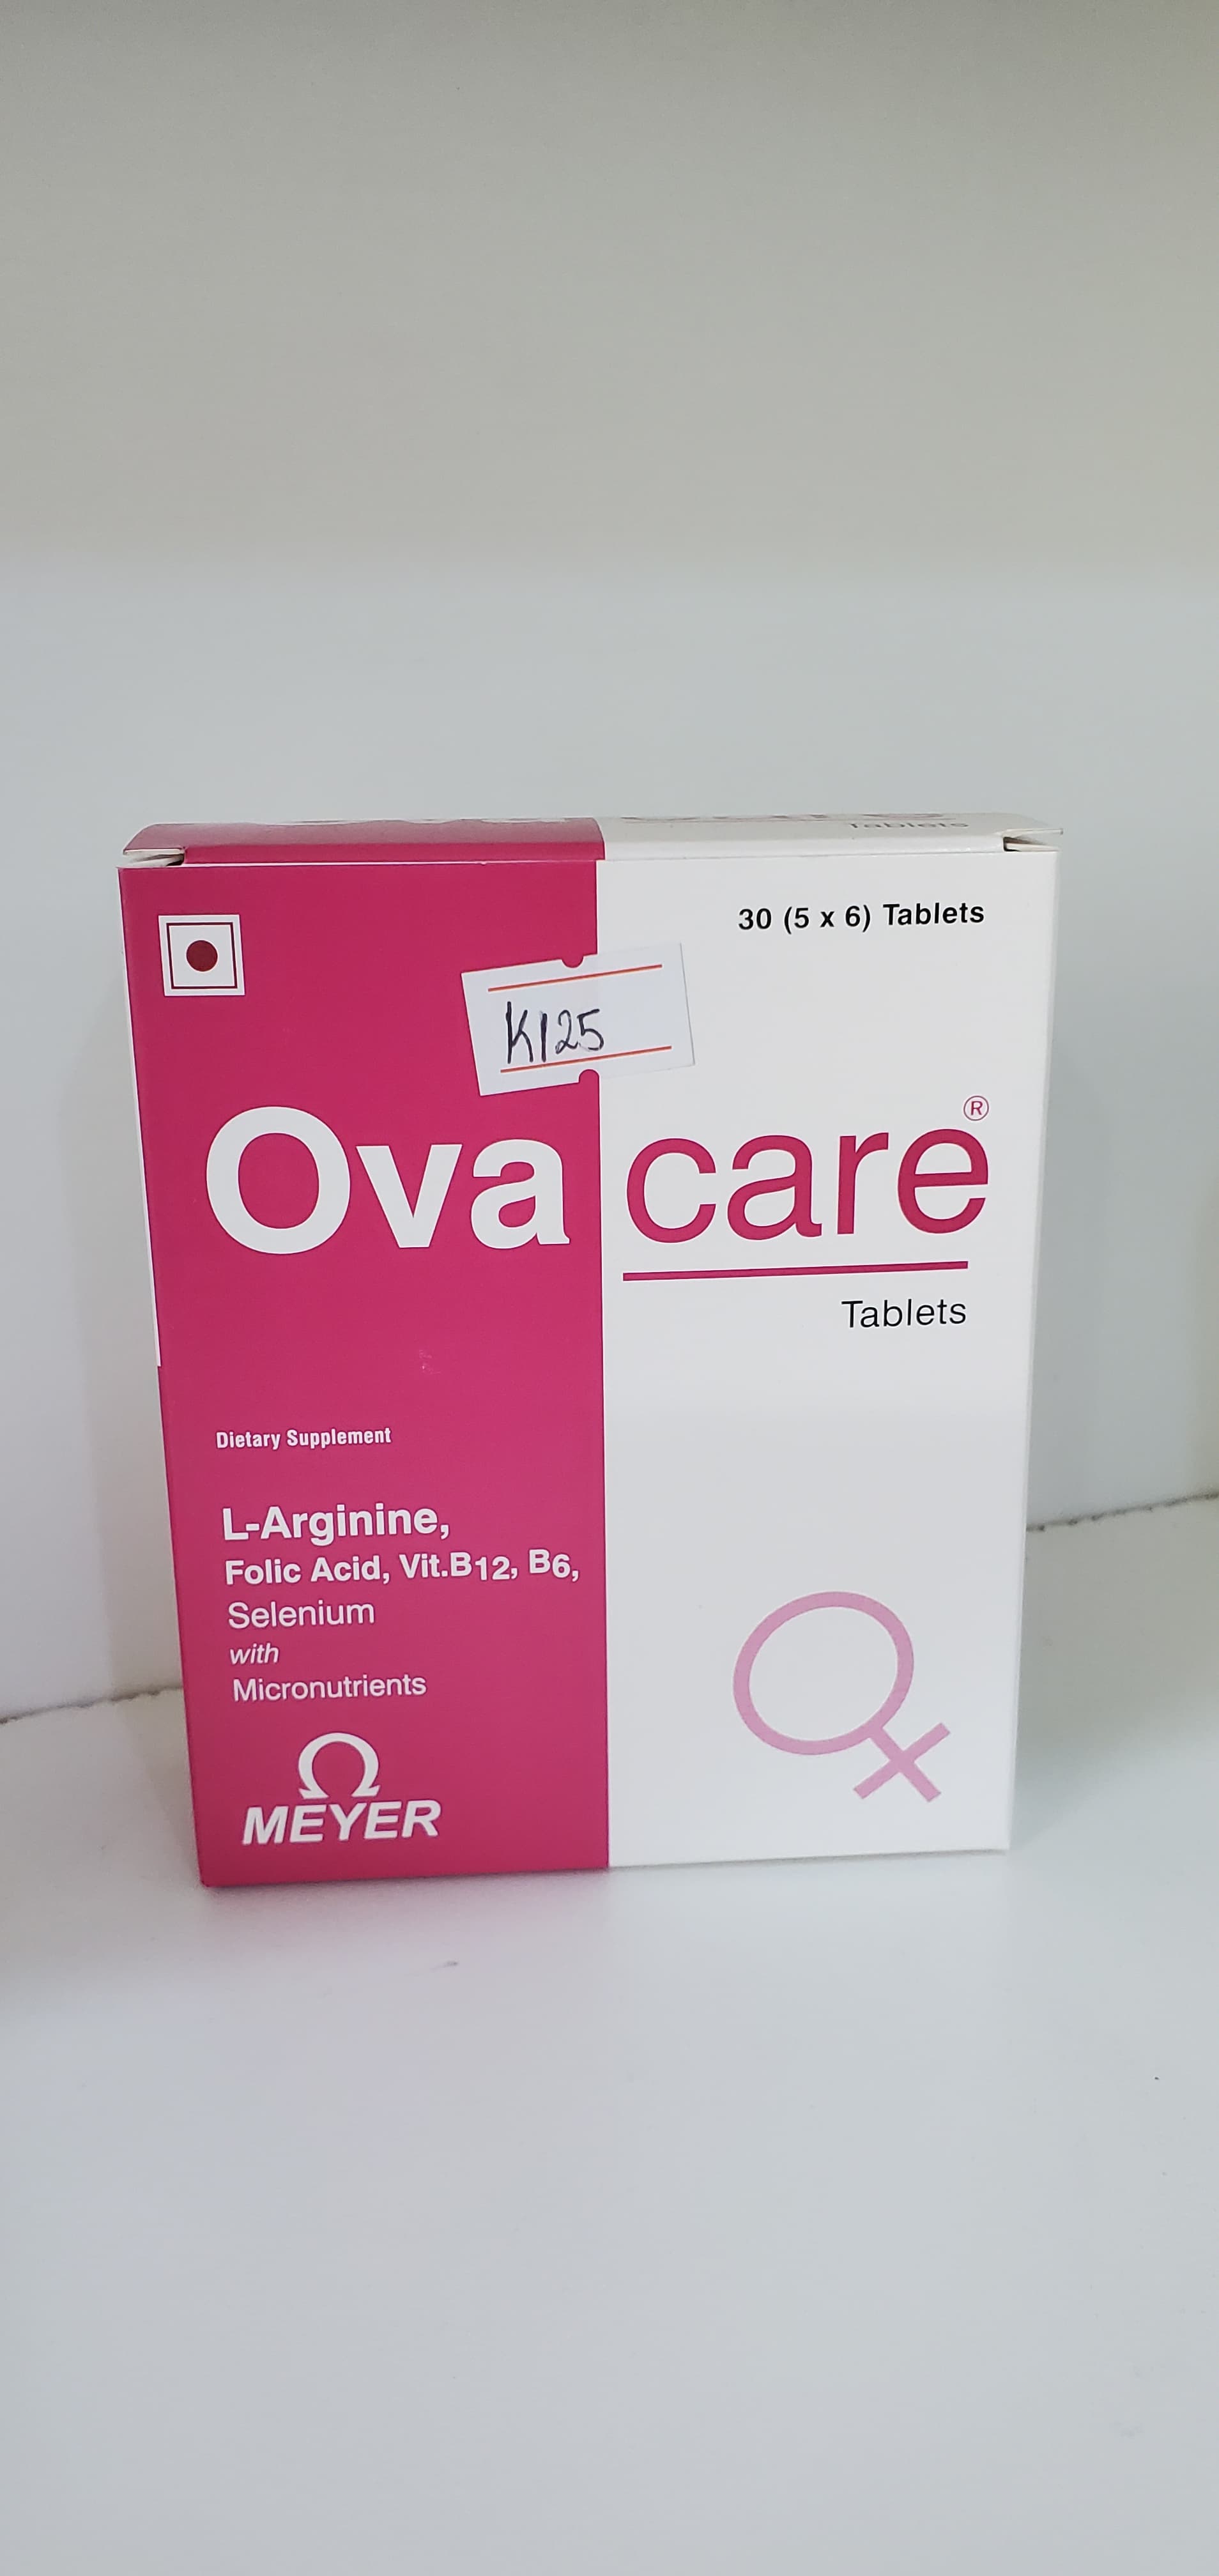 Tablets
30 (5 x 6) Tablets
K125
Ova care®
Tablets
Dietary Supplement
L-Arginine,
Folic Acid, Vit.B12, B6,
Selenium
with
Micronutrients
MEYER